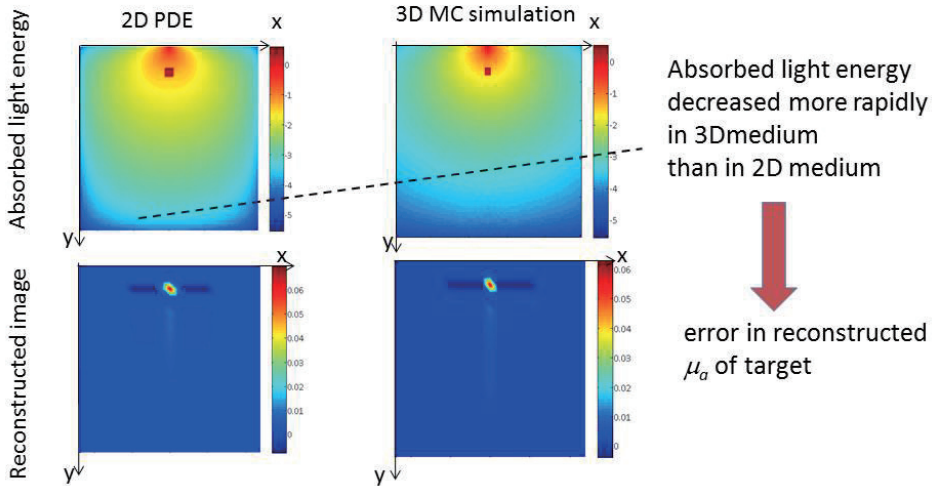 2D PDE
3D MC simulation
Absorbed light energy
x
0
-1
-2
-3
-4
-5
y
x
0
-1
-2
-3
-4
-5
y
Absorbed light energy
decreased more rapidly
in 3Dmedium
than in 2D medium
Reconstructed image
x
0.06
0.05
0.04
0.03
0.02
0.01
0
y
x
0.06
0.05
0.04
0.03
0.02
0.01
0
y
error in reconstructed
μa of target